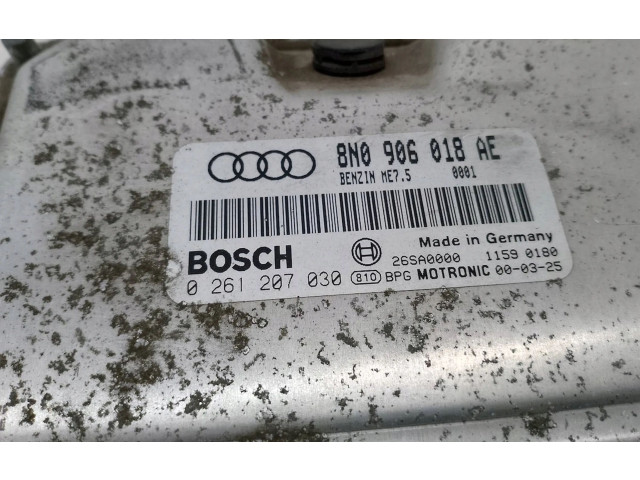 8N0 906 018 AE
BENZIN ME7.5 0001
BOSCH
Made in Germany
26SA0000 1159 0180
0 261 207 030 810 BPG MOTRONIC 00-03-25